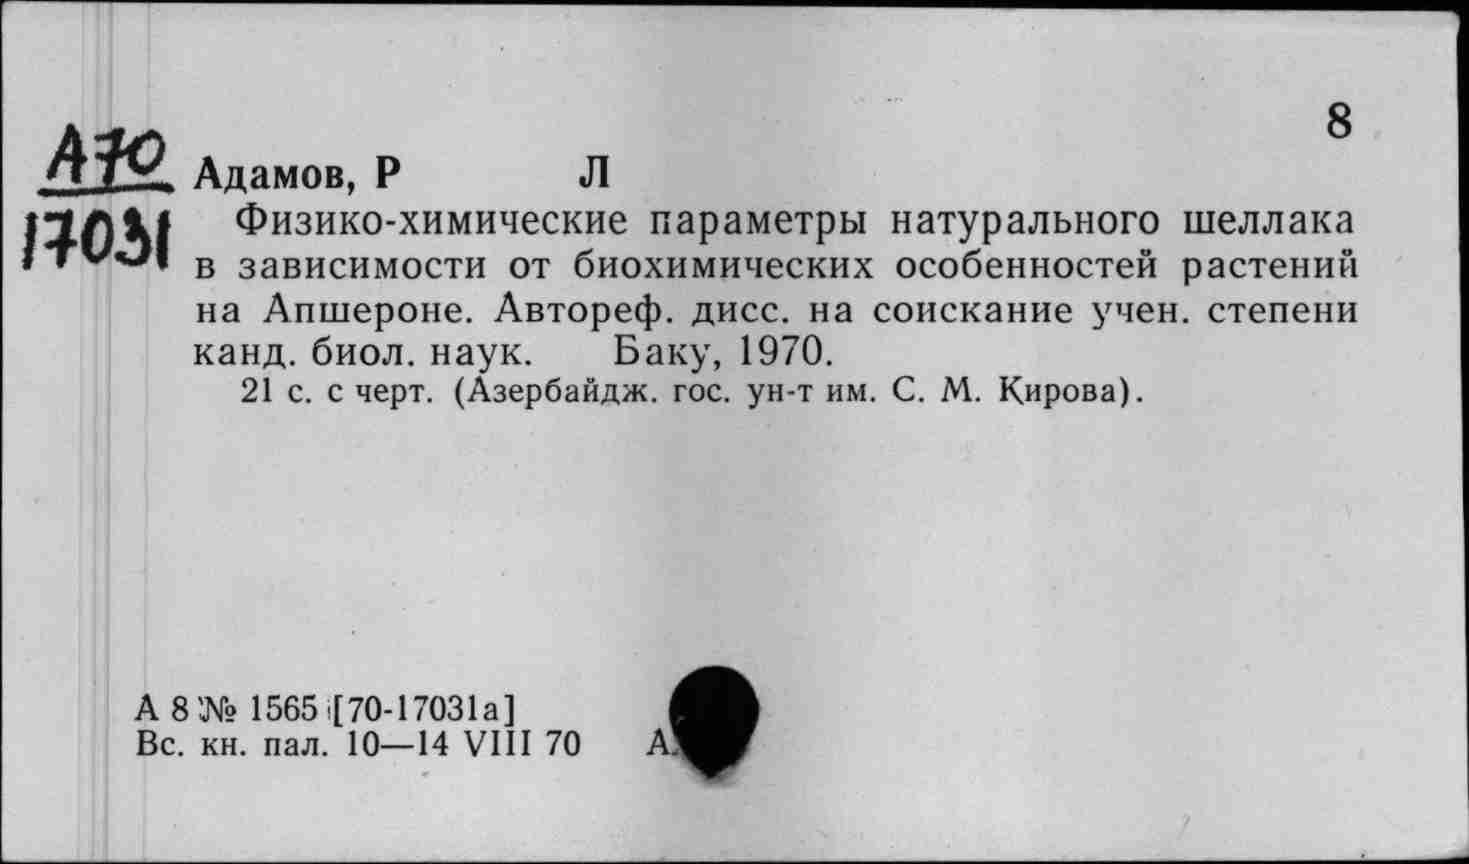 8
А70
17031
Адамов, Р Л
Физико-химические параметры натурального шеллака
в зависимости от биохимических особенностей растений
на Апшероне. Автореф. дисс. на соискание учен. степени
канд. биол. наук. Баку, 1970.
21 с. с черт. (Азербайдж. гос. ун-т им. С. М. Кирова).
А 8 № 1565 [70-17031а]
Вс. кн. пал. 10—14 VIII 70 А